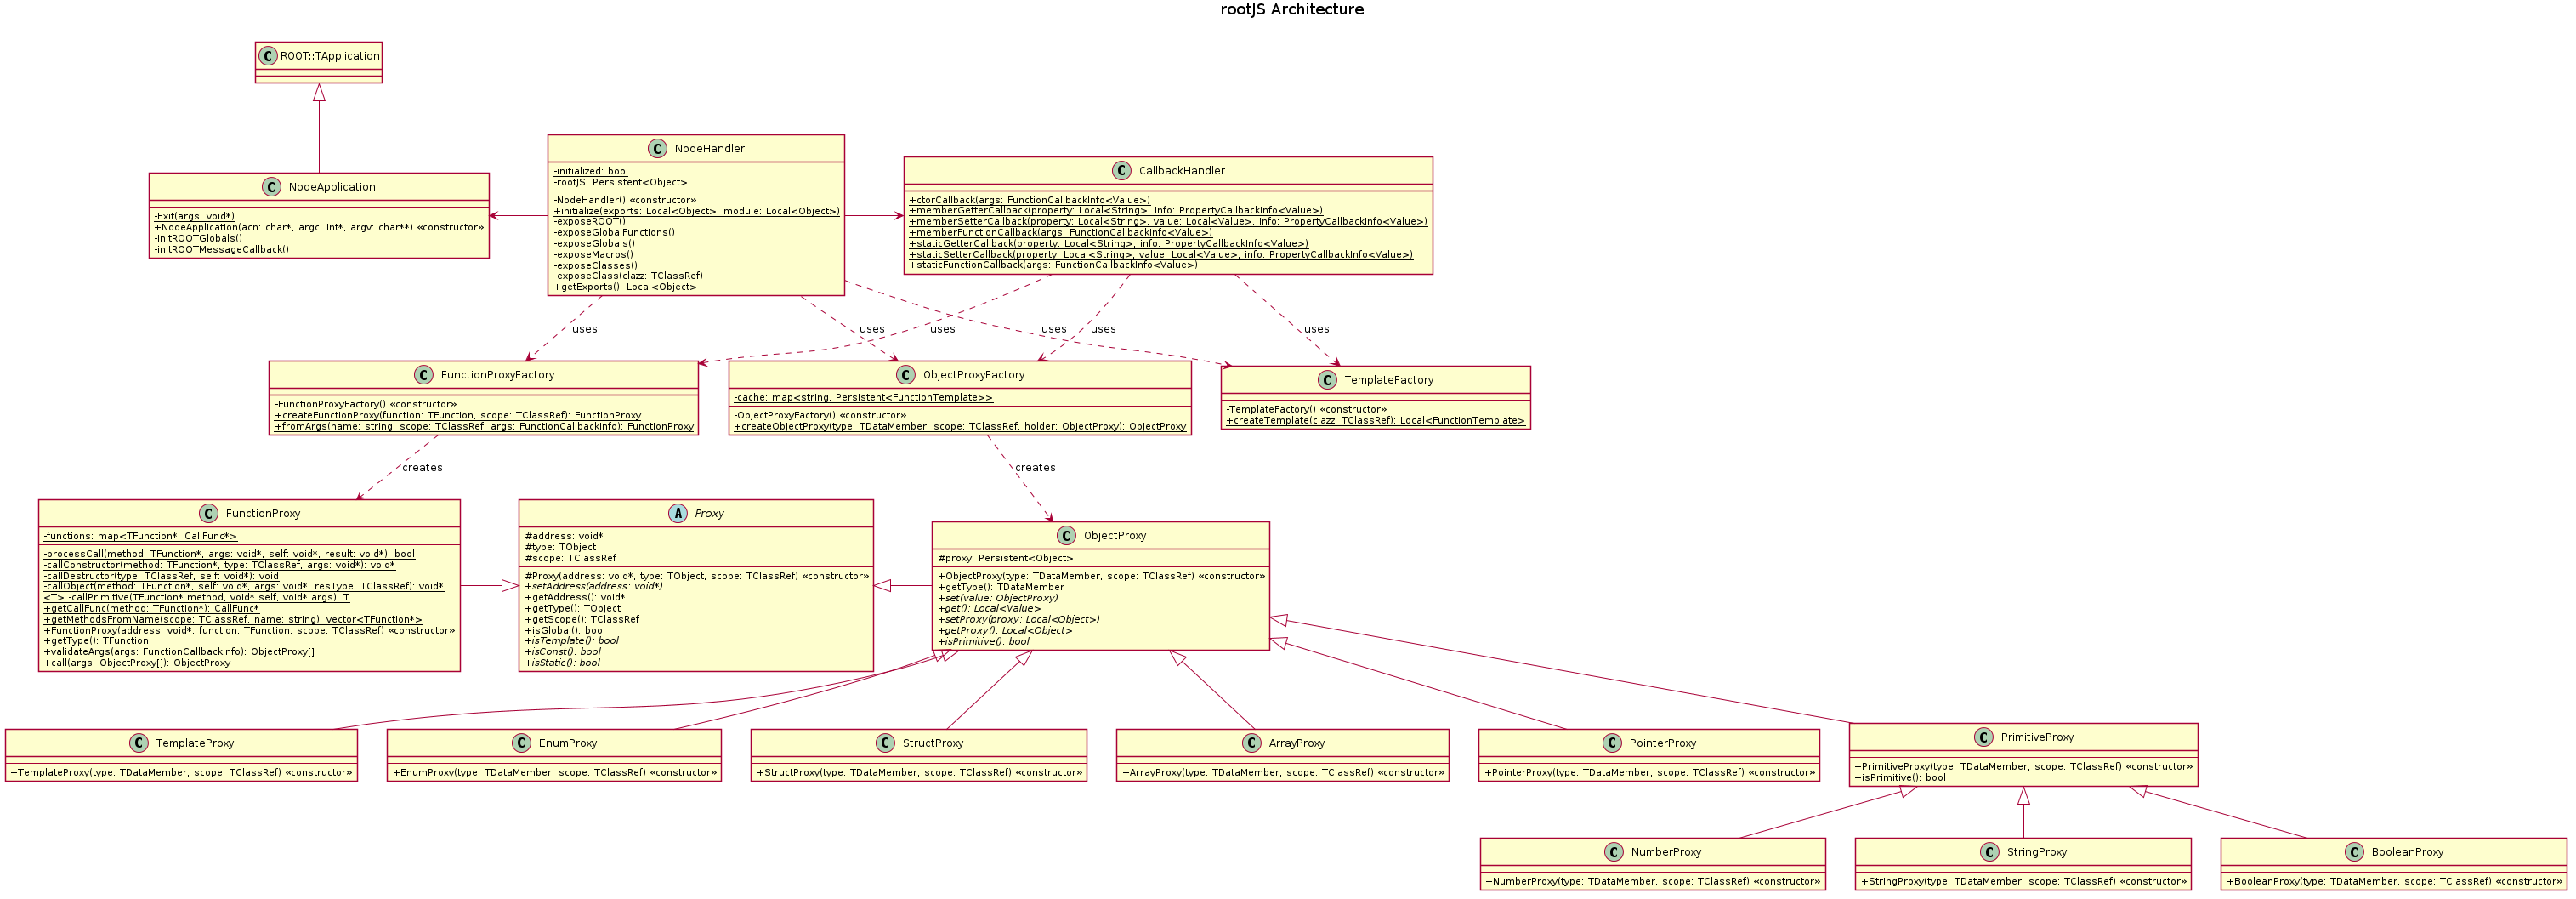 rootJS Architecture
C ROOT::TApplication
C NodeHandler
-initialized: bool
-rootJS: Persistent<Object>
-NodeHandler() «constructor»
+initialize(exports: Local<Object>, module: Local<Object>)
-exposeROOT()
-exposeGlobalFunctions()
-exposeGlobals()
-exposeMacros()
-exposeClasses()
-exposeClass(clazz: TClassRef)
+getExports(): Local<Object>
C CallbackHandler
+ctorCallback(args: FunctionCallbackInfo<Value>)
+memberGetterCallback(property: Local<String>, info: PropertyCallbackInfo<Value>)
+memberSetterCallback(property: Local<String>, value: Local<Value>, info: PropertyCallbackInfo<Value>)
+memberFunctionCallback(args: FunctionCallbackInfo<Value>)
+staticGetterCallback(property: Local<String>, info: PropertyCallbackInfo<Value>)
+staticSetterCallback(property: Local<String>, value: Local<Value>, info: PropertyCallbackInfo<Value>)
+staticFunctionCallback(args: FunctionCallbackInfo<Value>)
C NodeApplication
-Exit(args: void*)
+NodeApplication(acn: char*, argc: int*, argv: char**) «constructor»
-initROOTGlobals()
-initROOTMessageCallback()
uses
uses
uses
uses
uses
uses
C FunctionProxyFactory
-FunctionProxyFactory() «constructor»
+createFunctionProxy(function: TFunction, scope: TClassRef): FunctionProxy
+fromArgs(name: string, scope: TClassRef, args: FunctionCallbackInfo): FunctionProxy
C ObjectProxyFactory
-cache: map<string, Persistent<FunctionTemplate>>
-ObjectProxyFactory() «constructor»
+createObjectProxy(type: TDataMember, scope: TClassRef, holder: ObjectProxy): ObjectProxy
C TemplateFactory
-TemplateFactory() «constructor»
+createTemplate(clazz: TClassRef): Local<FunctionTemplate>
creates
creates
C FunctionProxy
-functions: map<TFunction*, CallFunc*>
-processCall(method: TFunction*, args: void*, self: void*, result: void*): bool
-callConstructor(method: TFunction*, type: TClassRef, args: void*): void*
-callDestructor(type: TClassRef, self: void*): void
-callObject(method: TFunction*, self: void*, args: void*, resType: TClassRef): void*
<T> -callPrimitive(TFunction* method, void* self, void* args): T
+getCallFunc(method: TFunction*): CallFunc*
+getMethodsFromName(scope: TClassRef, name: string): vector<TFunction*>
+FunctionProxy(address: void*, function: TFunction, scope: TClassRef) «constructor»
+getType(): TFunction
+validateArgs(args: FunctionCallbackInfo): ObjectProxy[]
+call(args: ObjectProxy[]): ObjectProxy
A Proxy
#address: void*
#type: TObject
#scope: TClassRef
#Proxy(address: void*, type: TObject, scope: TClassRef) «constructor»
+setAddress(address: void*)
+getAddress(): void*
+getType(): TObject
+getScope(): TClassRef
+isGlobal(): bool
+isTemplate(): bool
+isConst(): bool
+isStatic(): bool
C ObjectProxy
#proxy: Persistent<Object>
+ObjectProxy(type: TDataMember, scope: TClassRef) «constructor»
+getType(): TDataMember
+set(value: ObjectProxy)
+get(): Local<Value>
+setProxy(proxy: Local<Object>)
+getProxy(): Local<Object>
+isPrimitive(): bool
C TemplateProxy
+TemplateProxy(type: TDataMember, scope: TClassRef) «constructor»
C EnumProxy
+EnumProxy(type: TDataMember, scope: TClassRef) «constructor»
C StructProxy
+StructProxy(type: TDataMember, scope: TClassRef) «constructor»
C ArrayProxy
+ArrayProxy(type: TDataMember, scope: TClassRef) «constructor»
C PointerProxy
+PointerProxy(type: TDataMember, scope: TClassRef) «constructor»
C PrimitiveProxy
+PrimitiveProxy(type: TDataMember, scope: TClassRef) «constructor»
+isPrimitive(): bool
C NumberProxy
+NumberProxy(type: TDataMember, scope: TClassRef) «constructor»
C StringProxy
+StringProxy(type: TDataMember, scope: TClassRef) «constructor»
C BooleanProxy
+BooleanProxy(type: TDataMember, scope: TClassRef) «constructor»